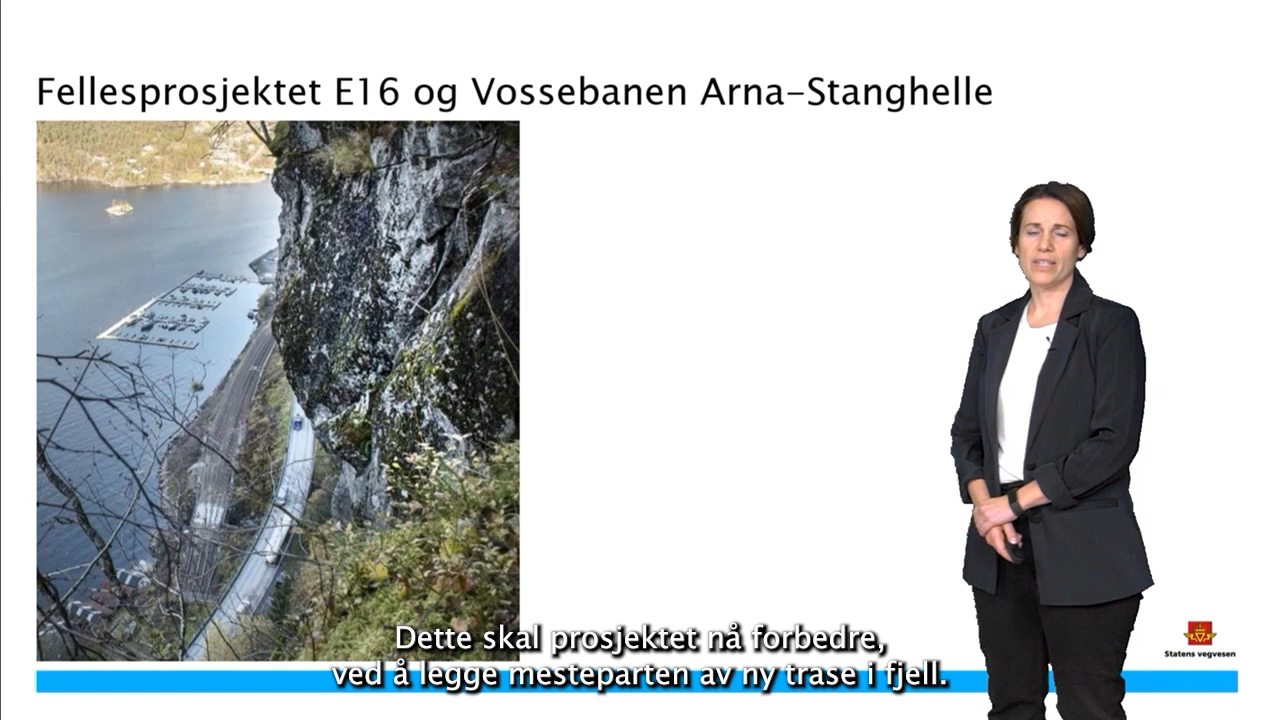 Fellesprosjektet E16 og Vossebanen Arna-Stanghelle
Statens vegvesen
Dette skal prosjektet nå forbedre,
ved å legge mesteparten av ny trase i fjell.